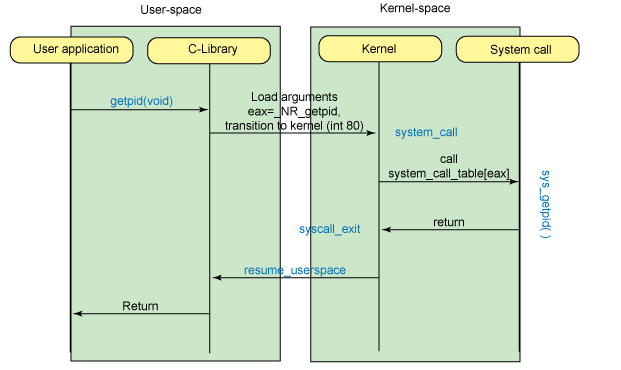 User-space
Kernel-space
User application
C-Library
Kernel
System call
getpid(void)
Load arguments
eax=_NR_getpid,
transition to kernel (int 80)
system_call
call
system_call_table[eax]
sys_getpid( )
return
syscall_exit
resume_userspace
Return